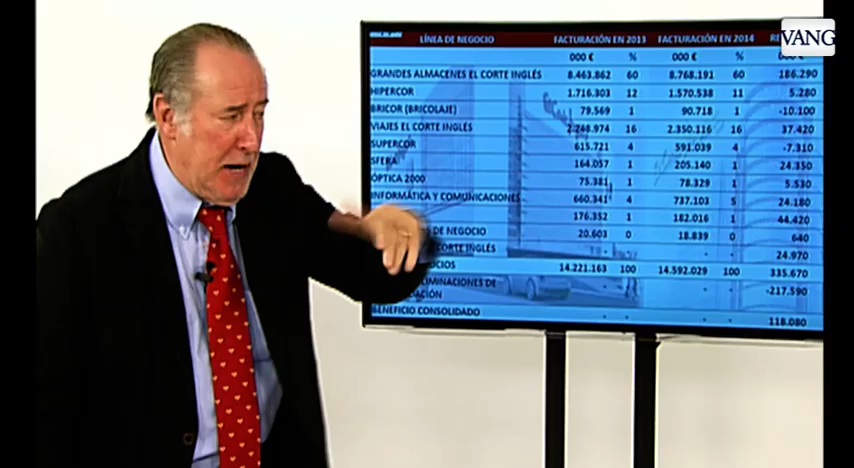 VANG
LÍNEA DE NEGOCIO FACTURACIÓN EN 2013 FACTURACIÓN EN 2014
000 € % 000 € % 000 €
GRANDES ALMACENES EL CORTE INGLÉS 8.463.862 60 8.768.191 60 186.290
HIPERCOR 1.716.303 12 1.570.538 11 5.280
BRICOR (BRICOLAJE) 79.569 1 90.718 1 -10.100
VIAJES EL CORTE INGLÉS 2.248.974 16 2.350.116 16 37.420
SUPERCOR 615.721 4 591.039 4 -7.310
SFERA 164.057 1 205.140 1 24.350
ÓPTICA 2000 75.381 1 78.329 1 5.530
INFORMÁTICA Y COMUNICACIONES 660.341 4 737.103 5 24.180
176.352 1 182.016 1 44.420
DE NEGOCIO 20.603 0 18.839 0 640
CORTE INGLÉS - - - - 24.970
14.221.163 100 14.592.029 100 335.670
ELIMINACIONES DE - - -217.590
BENEFICIO CONSOLIDADO - - - - 118.080